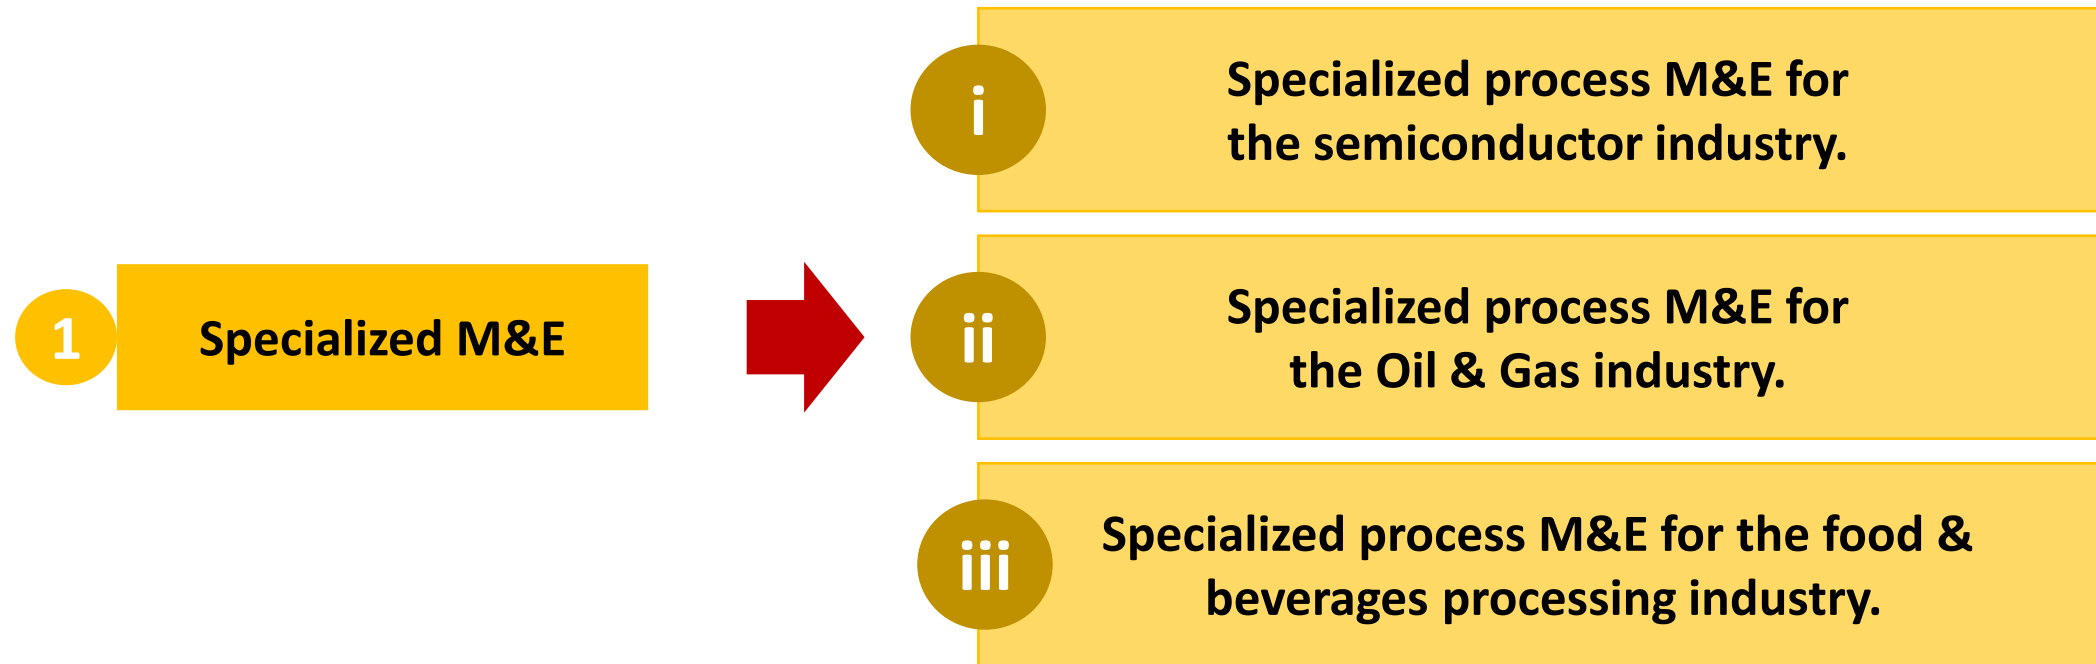 1
Specialized M&E
i
Specialized process M&E for
the semiconductor industry.
ii
Specialized process M&E for
the Oil & Gas industry.
iii
Specialized process M&E for the food &
beverages processing industry.